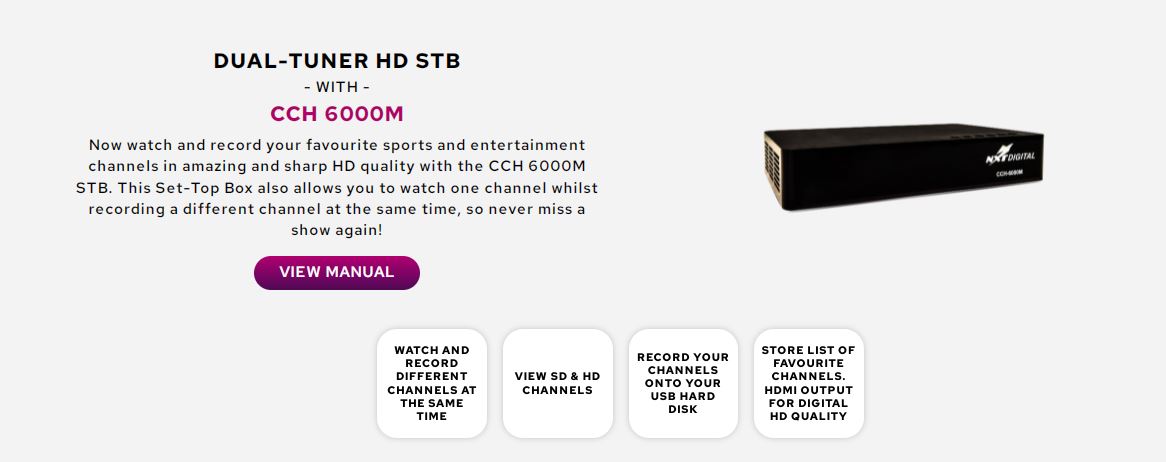 DUAL-TUNER HD STB
- WITH -
CCH 6000M
Now watch and record your favourite sports and entertainment
channels in amazing and sharp HD quality with the CCH 6000M
STB. This Set-Top Box also allows you to watch one channel whilst
recording a different channel at the same time, so never miss a
show again!
VIEW MANUAL
NXT DIGITAL
CCH-6000M
WATCH AND
RECORD
DIFFERENT
CHANNELS AT
THE SAME
TIME
VIEW SD & HD
CHANNELS
RECORD YOUR
CHANNELS
ONTO YOUR
USB HARD
DISK
STORE LIST OF
FAVOURITE
CHANNELS.
HDMI OUTPUT
FOR DIGITAL
HD QUALITY